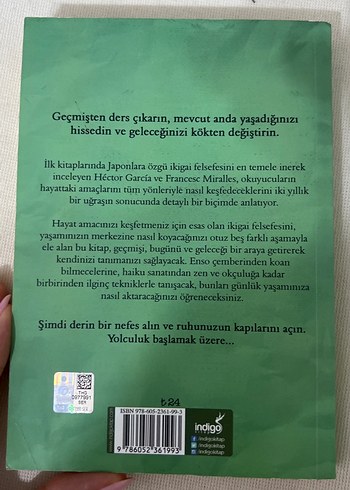 Geçmişten ders çıkarın, mevcut anda yaşadığınızı
hissedin ve geleceğinizi kökten değiştirin.
İlk kitaplarında Japonlara özgü ikigai felsefesini en temele inerek
inceleyen Héctor García ve Francesc Miralles, okuyucuların
hayattaki amaçlarını tüm yönleriyle nasıl keşfedeceklerini iki yıllık
bir uğraşın sonucunda detaylı bir biçimde anlatıyor.
Hayat amacınızı keşfetmeniz için esas olan ikigai felsefesini,
yaşamınızın merkezine nasıl koyacağınızı otuz beş farklı aşamayla
ele alan bu kitap, geçmişi, bugünü ve geleceği bir araya getirerek
kendinizi tanımanızı sağlayacak. Enso çemberinden koan
bilmecelerine, haiku sanatından zen ve okçuluğa kadar
birbirinden ilginç tekniklerle tanışacak, bunları günlük yaşamınıza
nasıl aktaracağınızı öğreneceksiniz.
Şimdi derin bir nefes alın ve ruhunuzun kapılarını açın.
Yolculuk başlamak üzere...
₺24
ISBN 978-605-2361-99-3
9 786052 361993
indigo
KİTAP
/indigokitap
/indigokitap
/indigokitap